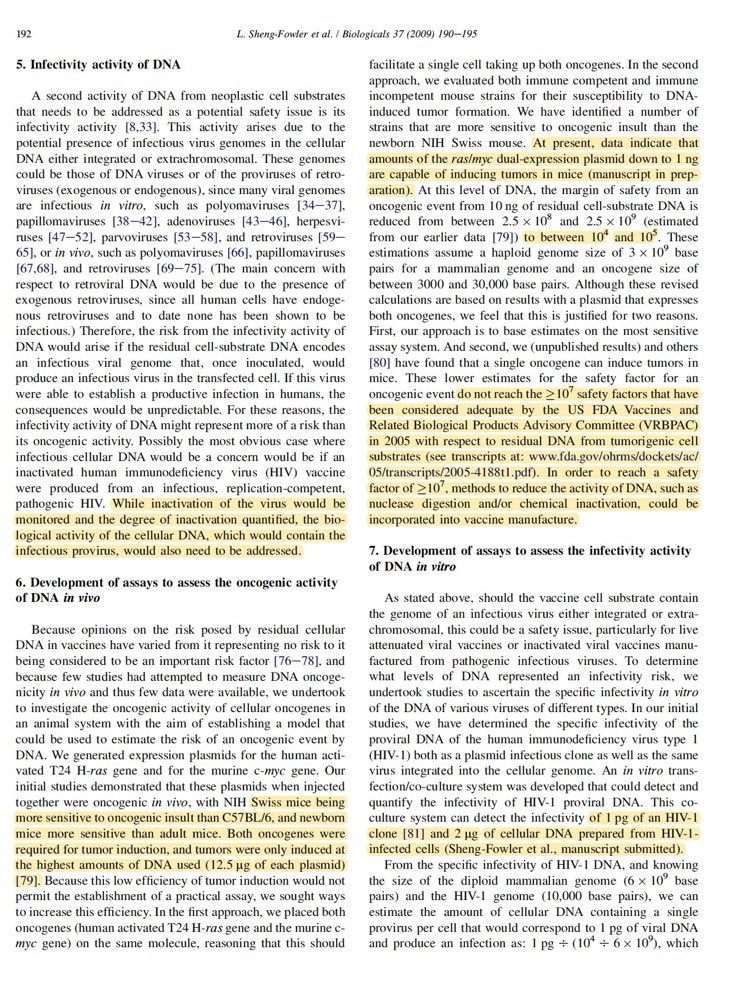 192
L. Sheng-Fowler et al. / Biologicals 37 (2009) 190–195
5. Infectivity activity of DNA
A second activity of DNA from neoplastic cell substrates
that needs to be addressed as a potential safety issue is its
infectivity activity [8,33]. This activity arises due to the
potential presence of infectious virus genomes in the cellular
DNA either integrated or extrachromosomal. These genomes
could be those of DNA viruses or of the proviruses of retro-
viruses (exogenous or endogenous), since many viral genomes
are infectious in vitro, such as polyomaviruses [34–37],
papillomaviruses [38–42], adenoviruses [43–46], herpesvi-
ruses [47–52], parvoviruses [53–58], and retroviruses [59–
65], or in vivo, such as polyomaviruses [66], papillomaviruses
[67,68], and retroviruses [69–75]. (The main concern with
respect to retroviral DNA would be due to the presence of
exogenous retroviruses, since all human cells have endoge-
nous retroviruses and to date none has been shown to be
infectious.) Therefore, the risk from the infectivity activity of
DNA would arise if the residual cell-substrate DNA encodes
an infectious viral genome that, once inoculated, would
produce an infectious virus in the transfected cell. If this virus
were able to establish a productive infection in humans, the
consequences would be unpredictable. For these reasons, the
infectivity activity of DNA might represent more of a risk than
its oncogenic activity. Possibly the most obvious case where
infectious cellular DNA would be a concern would be if an
inactivated human immunodeficiency virus (HIV) vaccine
were produced from an infectious, replication-competent,
pathogenic HIV. While inactivation of the virus would be
monitored and the degree of inactivation quantified, the bio-
logical activity of the cellular DNA, which would contain the
infectious provirus, would also need to be addressed.
6. Development of assays to assess the oncogenic activity
of DNA in vivo
Because opinions on the risk posed by residual cellular
DNA in vaccines have varied from it representing no risk to it
being considered to be an important risk factor [76–78], and
because few studies had attempted to measure DNA oncoge-
nicity in vivo and thus few data were available, we undertook
to investigate the oncogenic activity of cellular oncogenes in
an animal system with the aim of establishing a model that
could be used to estimate the risk of an oncogenic event by
DNA. We generated expression plasmids for the human acti-
vated T24 H-ras gene and for the murine c-myc gene. Our
initial studies demonstrated that these plasmids when injected
together were oncogenic in vivo, with NIH Swiss mice being
more sensitive to oncogenic insult than C57BL/6, and newborn
mice more sensitive than adult mice. Both oncogenes were
required for tumor induction, and tumors were only induced at
the highest amounts of DNA used (12.5 μg of each plasmid)
[79]. Because this low efficiency of tumor induction would not
permit the establishment of a practical assay, we sought ways
to increase this efficiency. In the first approach, we placed both
oncogenes (human activated T24 H-ras gene and the murine c-
myc gene) on the same molecule, reasoning that this should
facilitate a single cell taking up both oncogenes. In the second
approach, we evaluated both immune competent and immune
incompetent mouse strains for their susceptibility to DNA-
induced tumor formation. We have identified a number of
strains that are more sensitive to oncogenic insult than the
newborn NIH Swiss mouse. At present, data indicate that
amounts of the ras/myc dual-expression plasmid down to 1 ng
are capable of inducing tumors in mice (manuscript in prep-
aration). At this level of DNA, the margin of safety from an
oncogenic event from 10 ng of residual cell-substrate DNA is
reduced from between 2.5 × 10⁸ and 2.5 × 10⁹ (estimated
from our earlier data [79]) to between 10⁴ and 10⁵. These
estimations assume a haploid genome size of 3 × 10⁹ base
pairs for a mammalian genome and an oncogene size of
between 3000 and 30,000 base pairs. Although these revised
calculations are based on results with a plasmid that expresses
both oncogenes, we feel that this is justified for two reasons.
First, our approach is to base estimates on the most sensitive
assay system. And second, we (unpublished results) and others
[80] have found that a single oncogene can induce tumors in
mice. These lower estimates for the safety factor for an
oncogenic event do not reach the ≥10⁷ safety factors that have
been considered adequate by the US FDA Vaccines and
Related Biological Products Advisory Committee (VRBPAC)
in 2005 with respect to residual DNA from tumorigenic cell
substrates (see transcripts at: www.fda.gov/ohrms/dockets/ac/
05/transcripts/2005-4188t1.pdf). In order to reach a safety
factor of ≥10⁷, methods to reduce the activity of DNA, such as
nuclease digestion and/or chemical inactivation, could be
incorporated into vaccine manufacture.
7. Development of assays to assess the infectivity activity
of DNA in vitro
As stated above, should the vaccine cell substrate contain
the genome of an infectious virus either integrated or extra-
chromosomal, this could be a safety issue, particularly for live
attenuated viral vaccines or inactivated viral vaccines manu-
factured from pathogenic infectious viruses. To determine
what levels of DNA represented an infectivity risk, we
undertook studies to ascertain the specific infectivity in vitro
of the DNA of various viruses of different types. In our initial
studies, we have determined the specific infectivity of the
proviral DNA of the human immunodeficiency virus type 1
(HIV-1) both as a plasmid infectious clone as well as the same
virus integrated into the cellular genome. An in vitro trans-
fection/co-culture system was developed that could detect and
quantify the infectivity of HIV-1 proviral DNA. This co-
culture system can detect the infectivity of 1 pg of an HIV-1
clone [81] and 2 μg of cellular DNA prepared from HIV-1-
infected cells (Sheng-Fowler et al., manuscript submitted).
From the specific infectivity of HIV-1 DNA, and knowing
the size of the diploid mammalian genome (6 × 10⁹ base
pairs) and the HIV-1 genome (10,000 base pairs), we can
estimate the amount of cellular DNA containing a single
provirus per cell that would correspond to 1 pg of viral DNA
and produce an infection as: 1 pg ÷ (10⁴ ÷ 6 × 10⁹), which